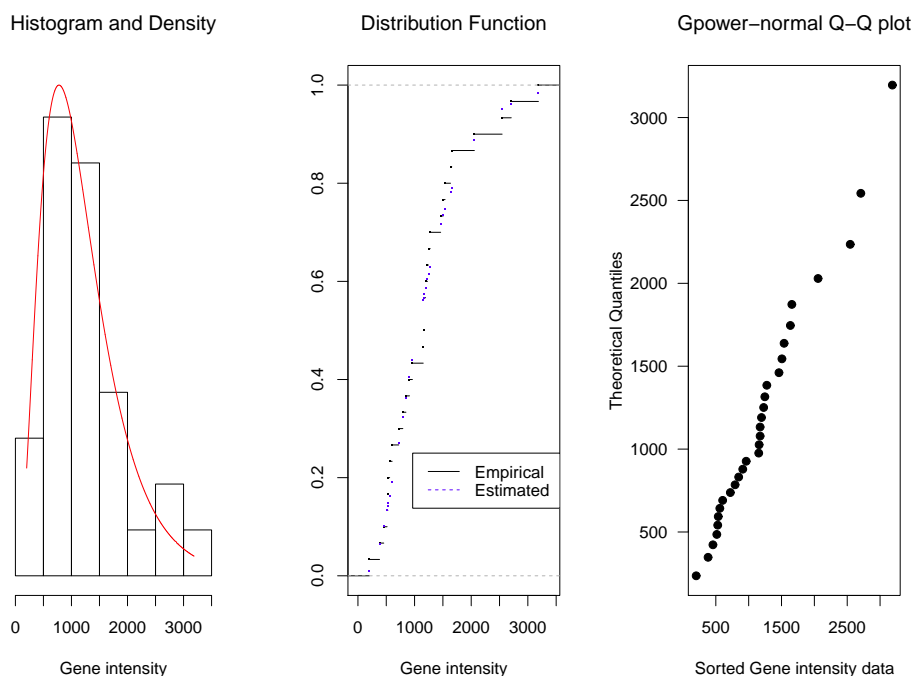 Histogram and Density
0 1000 2000 3000
Gene intensity
Distribution Function
1.0
0.8
0.6
0.4
0.2
0.0
Empirical
Estimated
0 1000 2000 3000
Gene intensity
Gpower−normal Q−Q plot
Theoretical Quantiles
3000
2500
2000
1500
1000
500
500 1500 2500
Sorted Gene intensity data